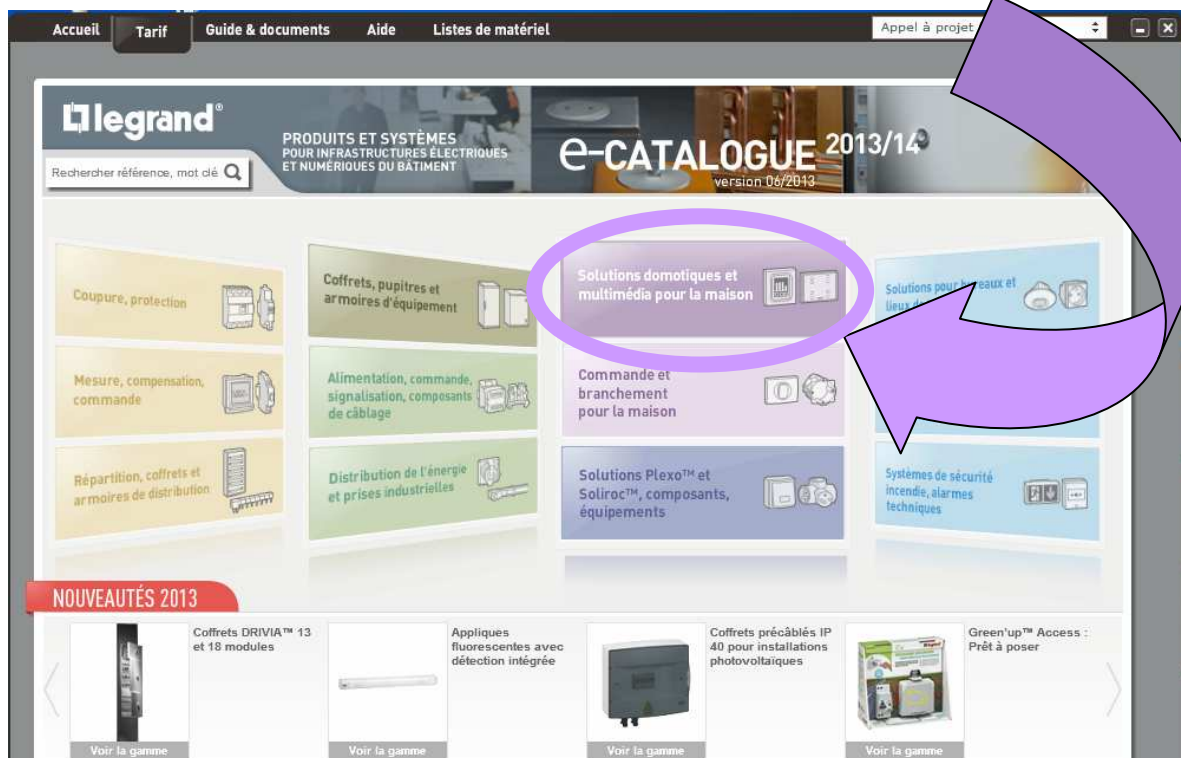 Accueil
Tarif
Guide & documents
Aide
Listes de matériel
Appel à projet
legrand®
PRODUITS ET SYSTÈMES
POUR INFRASTRUCTURES ÉLECTRIQUES
ET NUMÉRIQUES DU BÂTIMENT
e-CATALOGUE 2013/14
version 06/2013
Rechercher référence, mot clé
Coupure, protection
Coffrets, pupitres et
armoires d'équipement
Solutions domotiques et
multimédia pour la maison
Solutions pour bureaux et
lieux
Mesure, compensation,
commande
Alimentation, commande,
signalisation, composants
de câblage
Commande et
branchement
pour la maison
Répartition, coffrets et
armoires de distribution
Distribution de l'énergie
et prises industrielles
Solutions Plexo™ et
Soliroc™, composants,
équipements
Systèmes de sécurité
incendie, alarmes
techniques
NOUVEAUTÉS 2013
Coffrets DRIVIA™ 13
et 18 modules
Voir la gamme
Appliques
fluorescentes avec
détection intégrée
Voir la gamme
Coffrets précâblés IP
40 pour installations
photovoltaïques
Voir la gamme
Green'up™ Access :
Prêt à poser
Voir la gamme